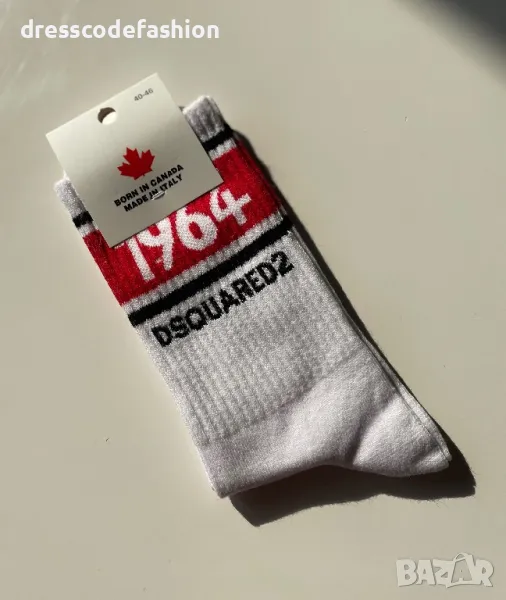 dresscodefashion
40-46
BORN IN CANADA
MADE IN ITALY
1964
DSQUARED2
BAZAR